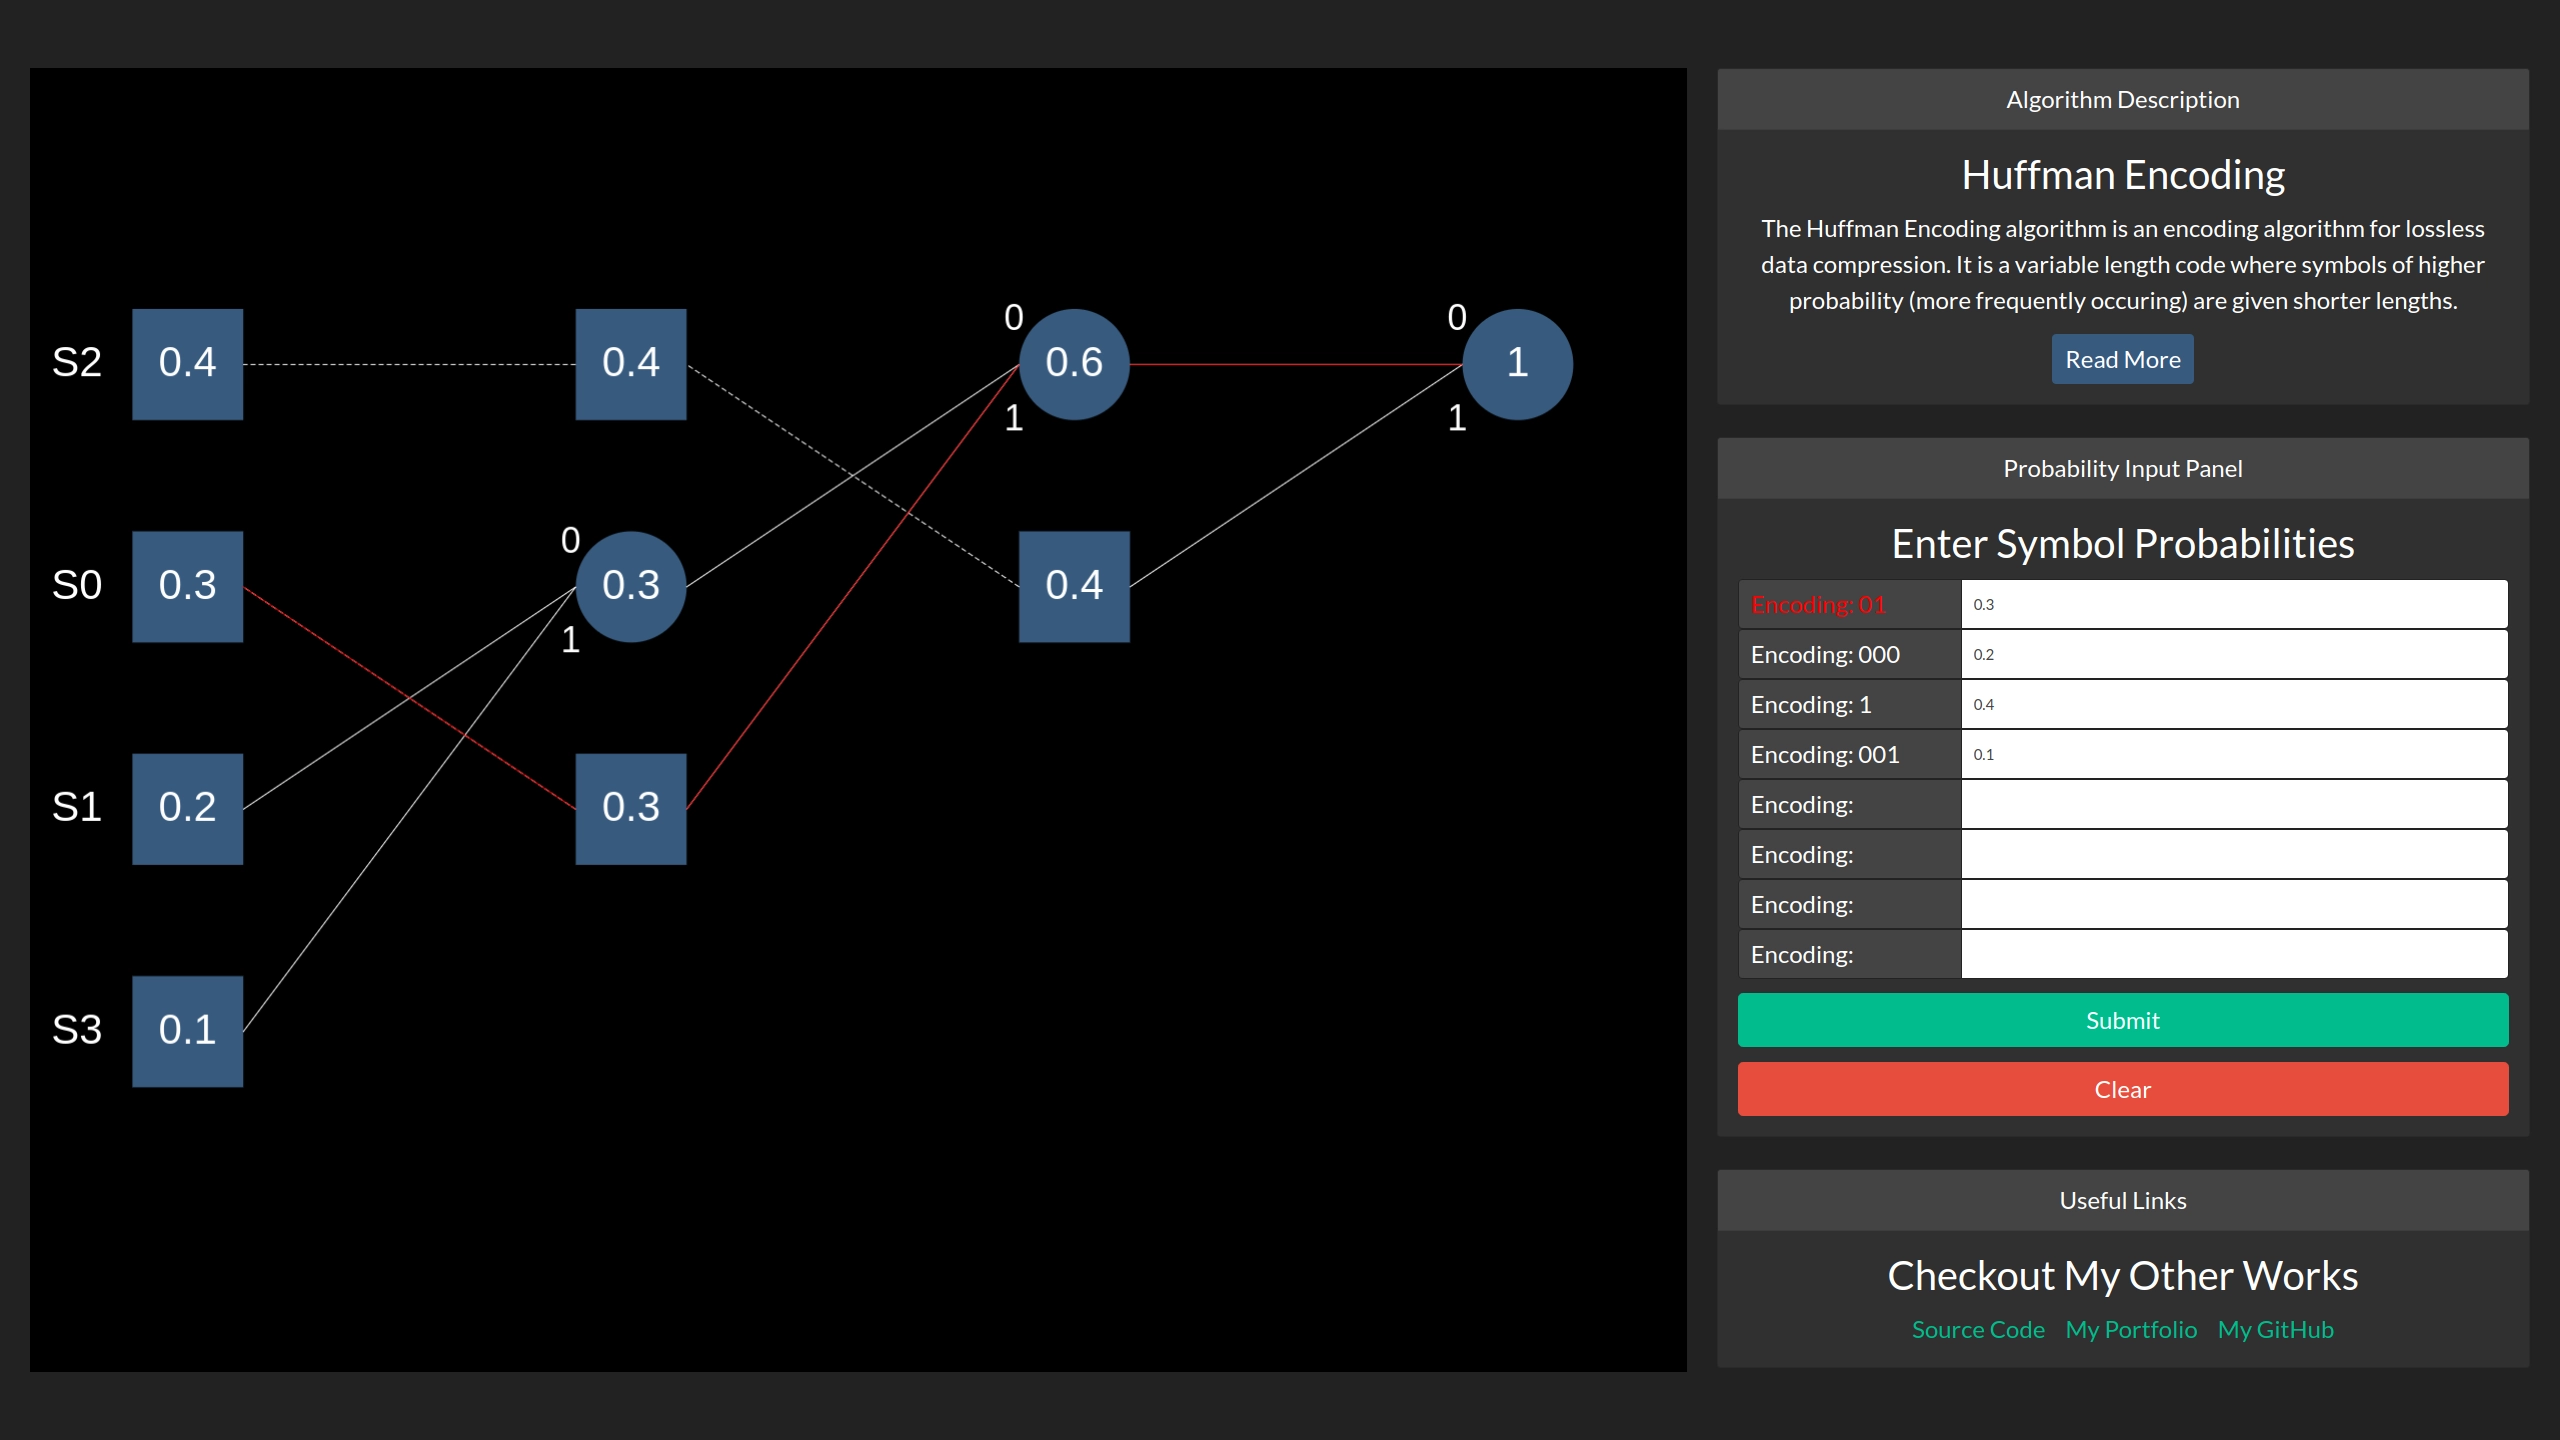 0 0
S2 0.4 0.4 0.6 1
1 1
0
S0 0.3 0.3 0.4
1
S1 0.2 0.3
S3 0.1
Algorithm Description
Huffman Encoding
The Huffman Encoding algorithm is an encoding algorithm for lossless
data compression. It is a variable length code where symbols of higher
probability (more frequently occuring) are given shorter lengths.
Read More
Probability Input Panel
Enter Symbol Probabilities
Encoding: 01 0.3
Encoding: 000 0.2
Encoding: 1 0.4
Encoding: 001 0.1
Encoding:
Encoding:
Encoding:
Encoding:
Submit
Clear
Useful Links
Checkout My Other Works
Source Code My Portfolio My GitHub